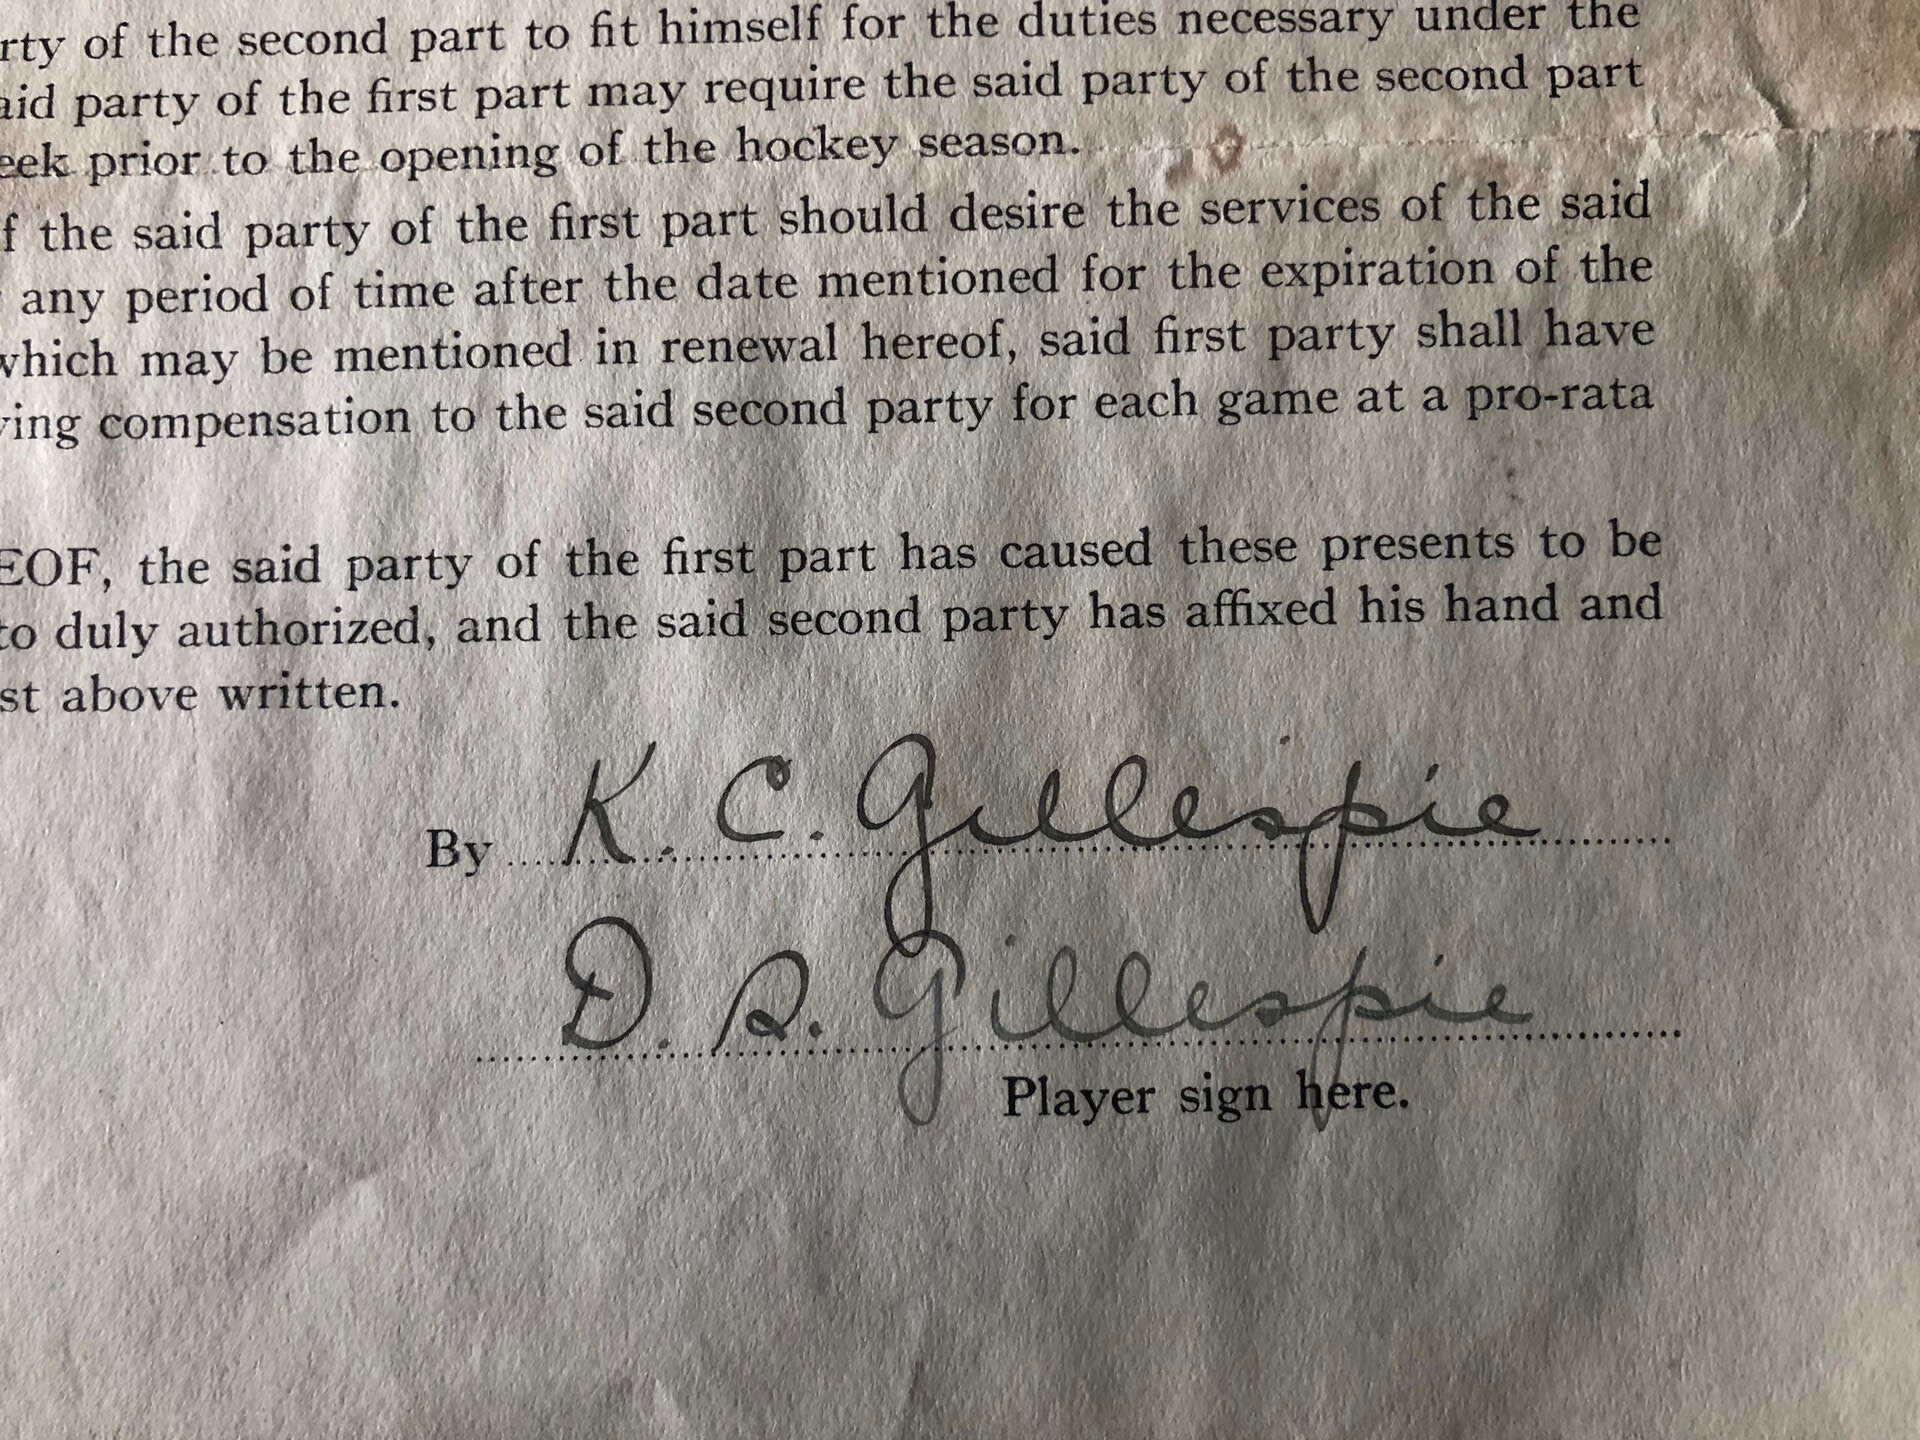 rty of the second part to fit himself for the duties necessary under the
aid party of the first part may require the said party of the second part
eek prior to the opening of the hockey season.
f the said party of the first part should desire the services of the said
any period of time after the date mentioned for the expiration of the
which may be mentioned in renewal hereof, said first party shall have
ying compensation to the said second party for each game at a pro-rata
EOF, the said party of the first part has caused these presents to be
to duly authorized, and the said second party has affixed his hand and
st above written.
By K. C. Gillespie
D. S. Gillespie
Player sign here.